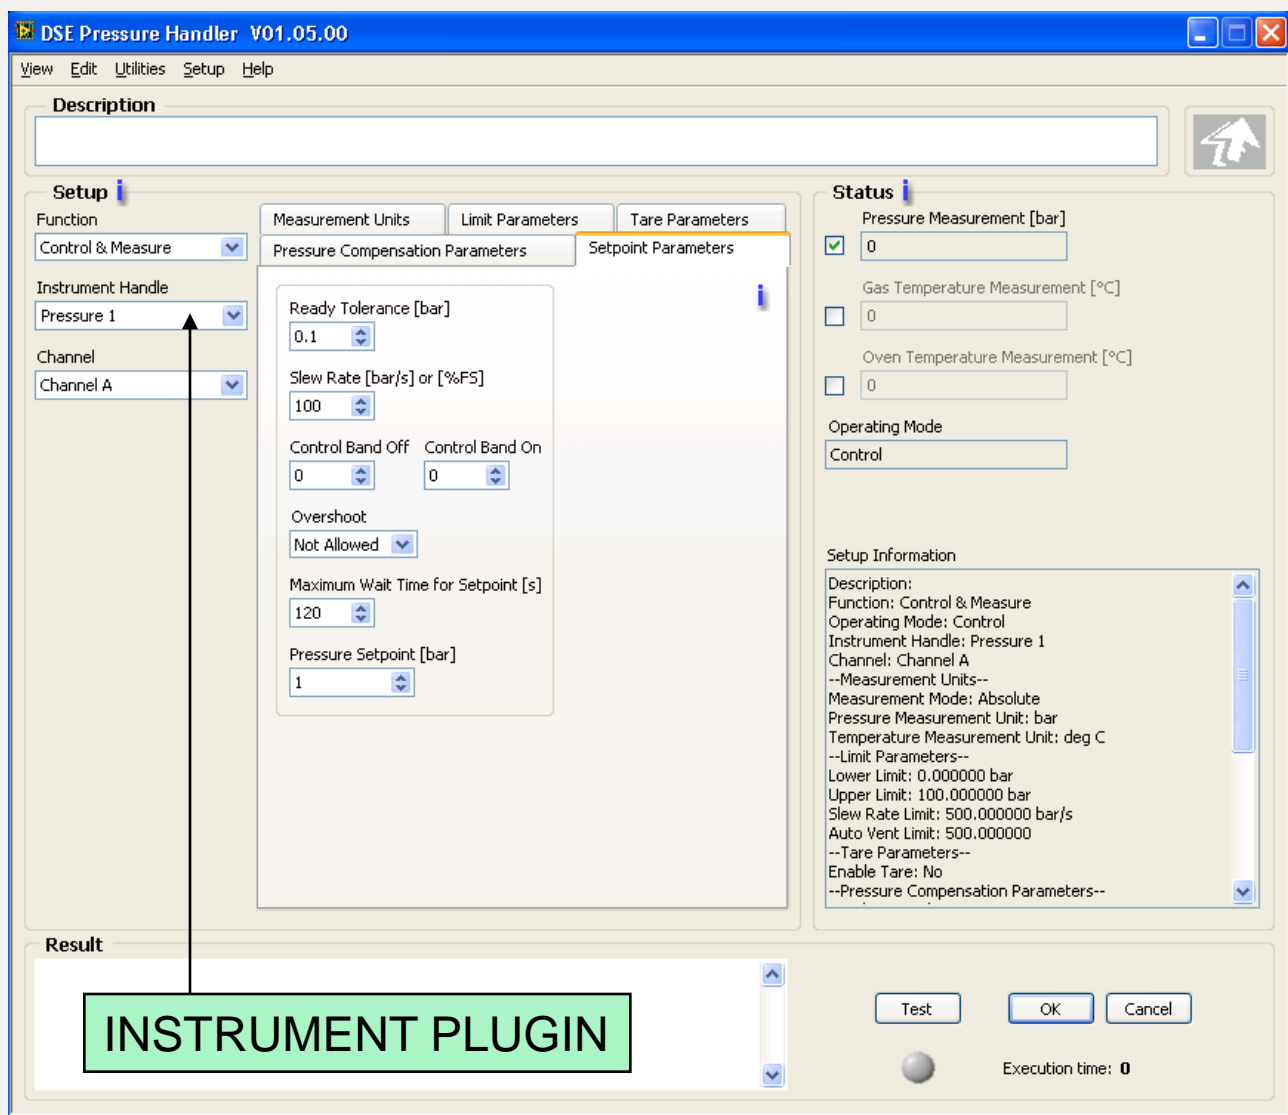 DSE Pressure Handler V01.05.00
View Edit Utilities Setup Help
Description
Setup i
Function
Control & Measure
Instrument Handle
Pressure 1
Channel
Channel A
Measurement Units Limit Parameters Tare Parameters
Pressure Compensation Parameters Setpoint Parameters
i
Ready Tolerance [bar]
0.1
Slew Rate [bar/s] or [%FS]
100
Control Band Off Control Band On
0 0
Overshoot
Not Allowed
Maximum Wait Time for Setpoint [s]
120
Pressure Setpoint [bar]
1
Status i
Pressure Measurement [bar]
0
Gas Temperature Measurement [°C]
0
Oven Temperature Measurement [°C]
0
Operating Mode
Control
Setup Information
Description:
Function: Control & Measure
Operating Mode: Control
Instrument Handle: Pressure 1
Channel: Channel A
--Measurement Units--
Measurement Mode: Absolute
Pressure Measurement Unit: bar
Temperature Measurement Unit: deg C
--Limit Parameters--
Lower Limit: 0.000000 bar
Upper Limit: 100.000000 bar
Slew Rate Limit: 500.000000 bar/s
Auto Vent Limit: 500.000000
--Tare Parameters--
Enable Tare: No
--Pressure Compensation Parameters--
Result
INSTRUMENT PLUGIN
Test OK Cancel
Execution time: 0